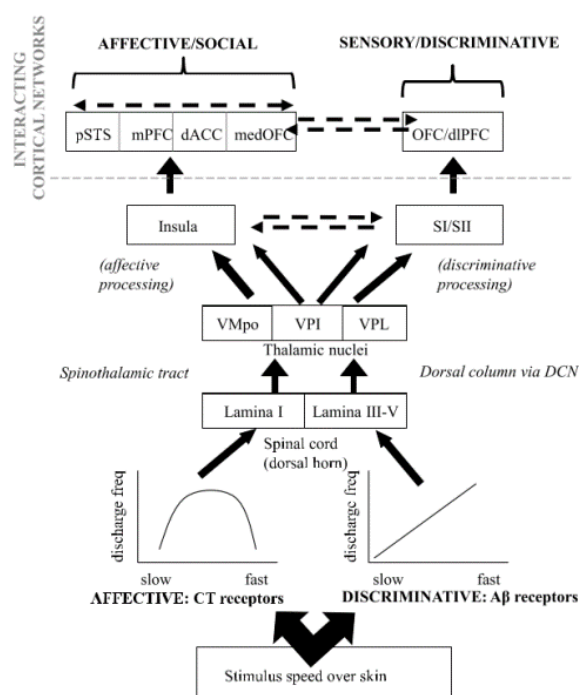 INTERACTING
CORTICAL NETWORKS
AFFECTIVE/SOCIAL
SENSORY/DISCRIMINATIVE
pSTS mPFC dACC medOFC
OFC/dlPFC
Insula
SI/SII
(affective
processing)
(discriminative
processing)
VMpo VPI VPL
Thalamic nuclei
Spinothalamic tract
Dorsal column via DCN
Lamina I Lamina III-V
Spinal cord
(dorsal horn)
discharge freq
slow fast
AFFECTIVE: CT receptors
discharge freq
slow fast
DISCRIMINATIVE: Aβ receptors
Stimulus speed over skin